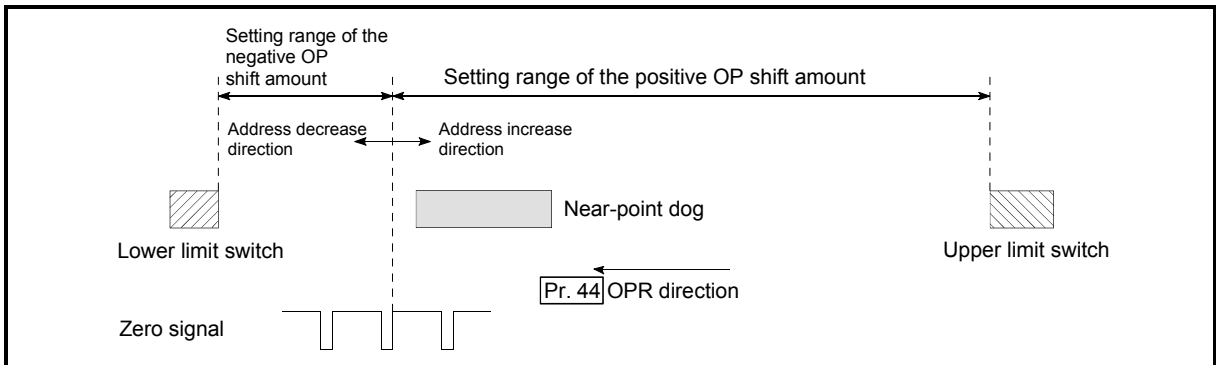 Setting range of the
negative OP
shift amount
Setting range of the positive OP shift amount
Address decrease
direction
Address increase
direction
Near-point dog
Lower limit switch
Upper limit switch
Pr. 44 OPR direction
Zero signal